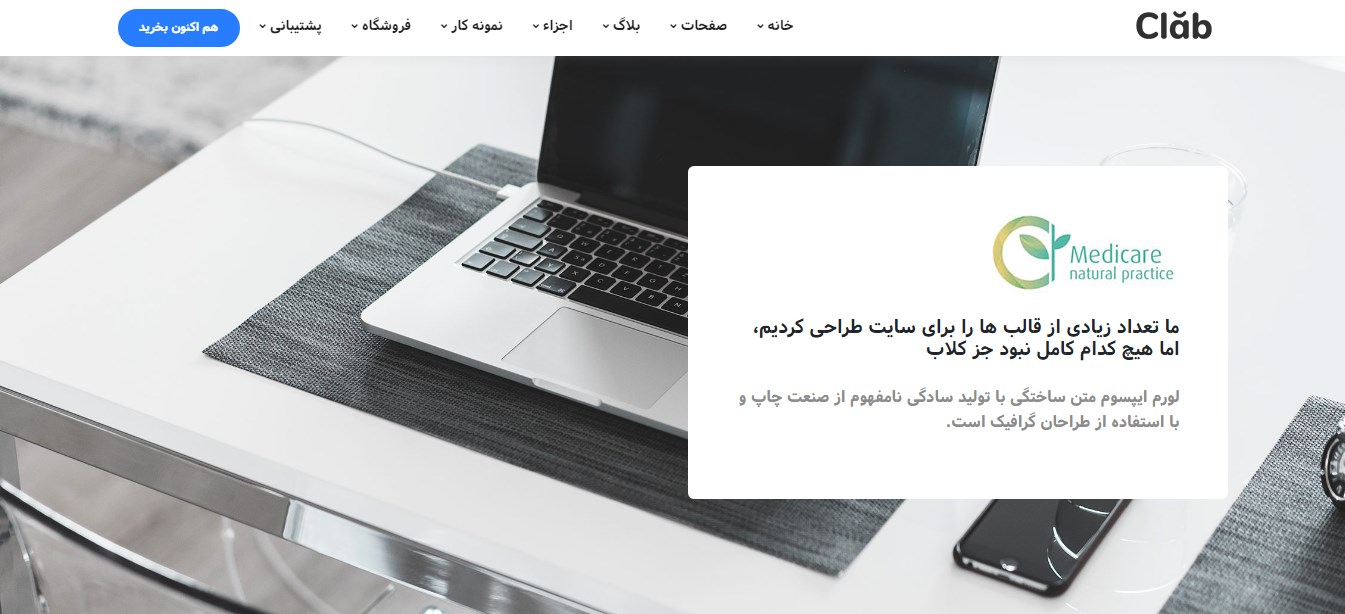 Clăb
خانه
صفحات
بلاگ
اجزاء
نمونه کار
فروشگاه
پشتیبانی
هم اکنون بخرید
Medicare
natural practice
ما تعداد زیادی از قالب ها را برای سایت طراحی کردیم،
اما هیچ کدام کامل نبود جز کلاب
لورم ایپسوم متن ساختگی با تولید سادگی نامفهوم از صنعت چاپ و
با استفاده از طراحان گرافیک است.